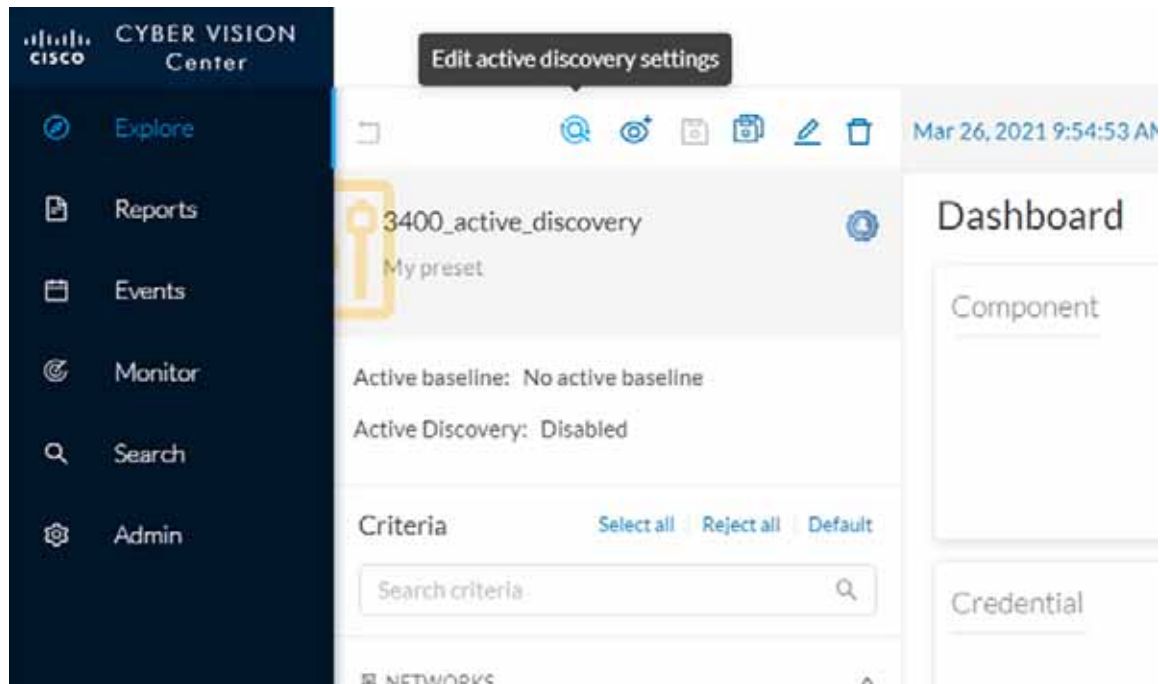 CISCO
CYBER VISION
Center
Edit active discovery settings
Explore
Mar 26, 2021 9:54:53 AM
Reports
3400_active_discovery
My preset
Dashboard
Events
Component
Monitor
Active baseline: No active baseline
Active Discovery: Disabled
Search
Admin
Criteria
Select all
Reject all
Default
Search criteria
Credential
NETWORKS